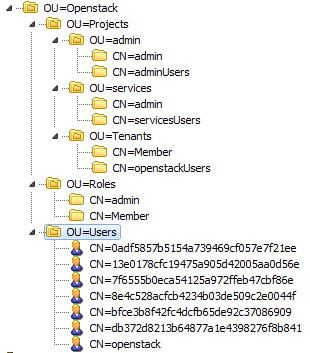 OU=Openstack
OU=Projects
OU=admin
CN=admin
CN=adminUsers
OU=services
CN=admin
CN=servicesUsers
OU=Tenants
CN=Member
CN=openstackUsers
OU=Roles
CN=admin
CN=Member
OU=Users
CN=0adf5857b5154a739469cf057e7f21ee
CN=13e0178cfc19475a905d42005aa0d56e
CN=7f6555b0eca54125a972ffeb47cbf86e
CN=8e4c528acfcb4234b03de509c2e0044f
CN=bfce3b8f42fc4dcfb65de92c37086909
CN=db372d8213b64877a1e4398276f8b841
CN=openstack